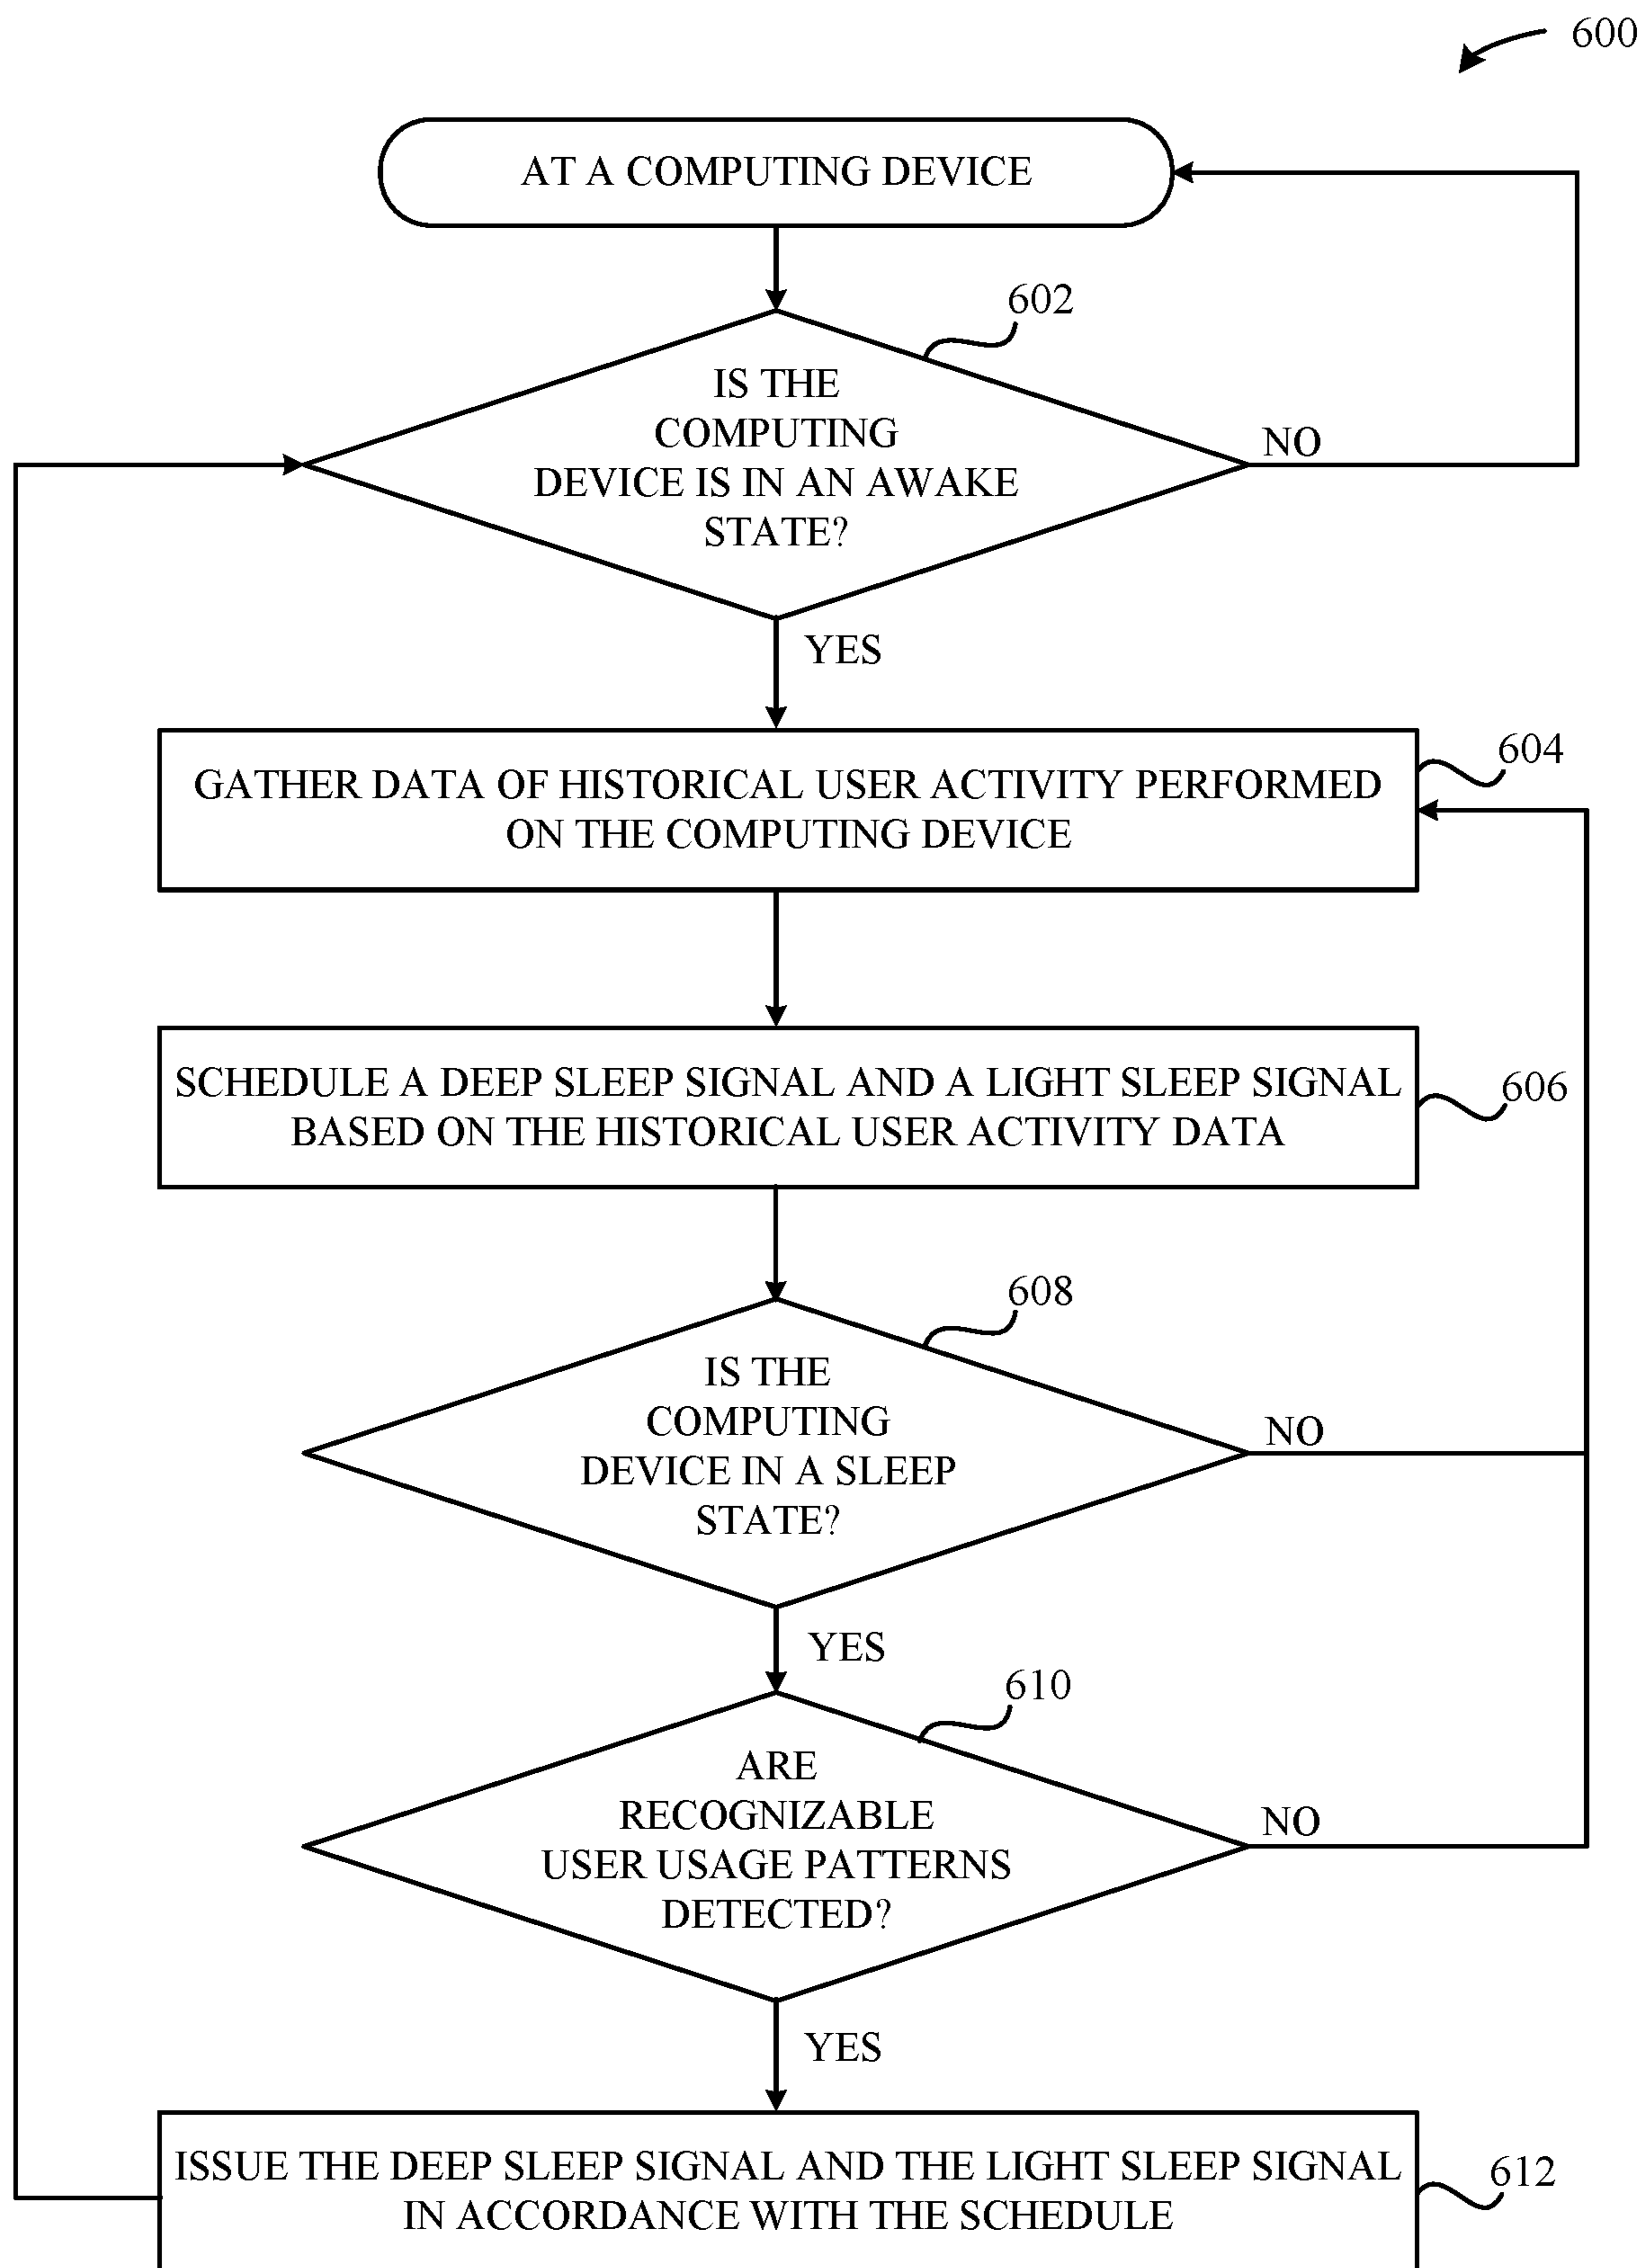 600
AT A COMPUTING DEVICE
602
IS THE
COMPUTING
DEVICE IS IN AN AWAKE
STATE?
NO
YES
604
GATHER DATA OF HISTORICAL USER ACTIVITY PERFORMED
ON THE COMPUTING DEVICE
SCHEDULE A DEEP SLEEP SIGNAL AND A LIGHT SLEEP SIGNAL
BASED ON THE HISTORICAL USER ACTIVITY DATA
606
608
IS THE
COMPUTING
DEVICE IN A SLEEP
STATE?
NO
YES
610
ARE
RECOGNIZABLE
USER USAGE PATTERNS
DETECTED?
NO
YES
ISSUE THE DEEP SLEEP SIGNAL AND THE LIGHT SLEEP SIGNAL
IN ACCORDANCE WITH THE SCHEDULE
612